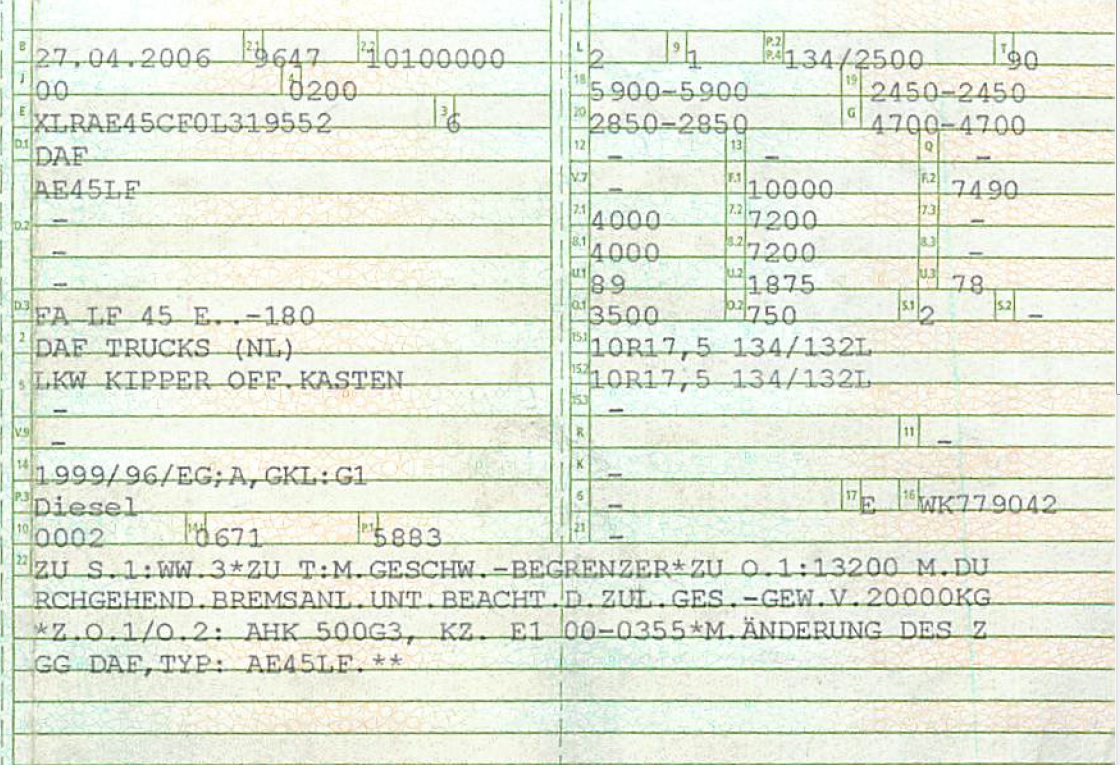 B 27.04.2006 2.1 9647 2.2 10100000
J 00 4 0200
E XLRAE45CF0L319552 3 6
D.1 DAF
AE45LF
D.2 –
–
–
D.3 FA LF 45 E..-180
2 DAF TRUCKS (NL)
5 LKW KIPPER OFF.KASTEN
–
V.9 –
14 1999/96/EG;A,GKL:G1
P.3 Diesel
10 0002 14.1 0671 P.1 5883
L 2 9 1 P.2 P.4 134/2500 T 90
18 5900-5900 19 2450-2450
20 2850-2850 G 4700-4700
12 – 13 – Q –
V.7 – F.1 10000 F.2 7490
7.1 4000 7.2 7200 7.3 –
8.1 4000 8.2 7200 8.3 –
U.1 89 U.2 1875 U.3 78
O.1 3500 O.2 750 S.1 2 S.2 –
15.1 10R17,5 134/132L
15.2 10R17,5 134/132L
15.3 –
R 11 –
K –
6 – 17 E 16 WK779042
21 –
22 ZU S.1:WW.3*ZU T:M.GESCHW.-BEGRENZER*ZU O.1:13200 M.DU
RCHGEHEND.BREMSANL.UNT.BEACHT.D.ZUL.GES.-GEW.V.20000KG
*Z.O.1/O.2: AHK 500G3, KZ. E1 00-0355*M.ÄNDERUNG DES Z
GG DAF,TYP: AE45LF.**